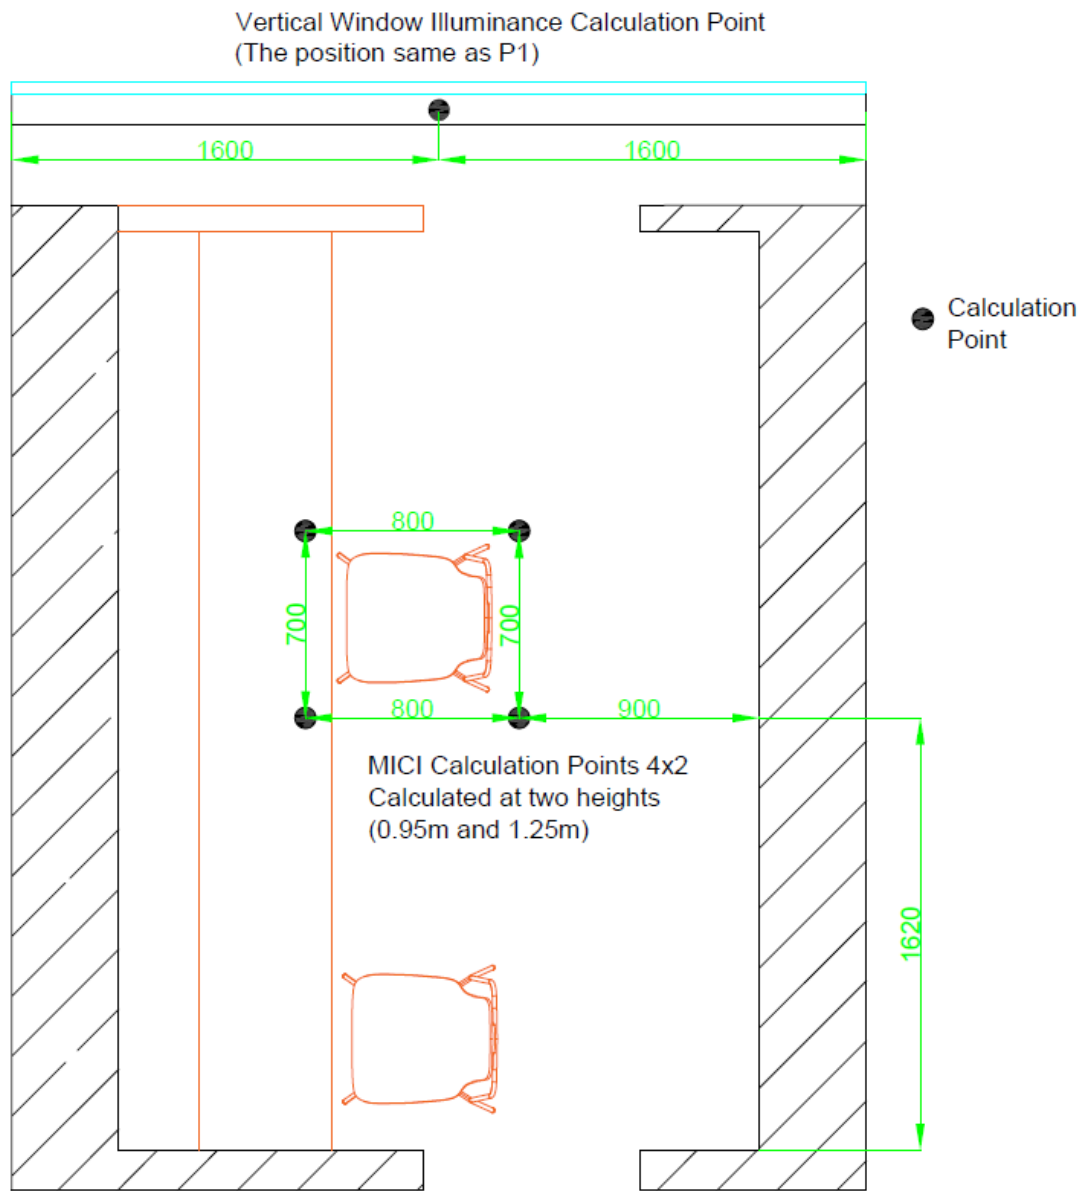 Vertical Window Illuminance Calculation Point
(The position same as P1)
1600
1600
Calculation
Point
800
700
700
800
900
MICI Calculation Points 4x2
Calculated at two heights
(0.95m and 1.25m)
1620